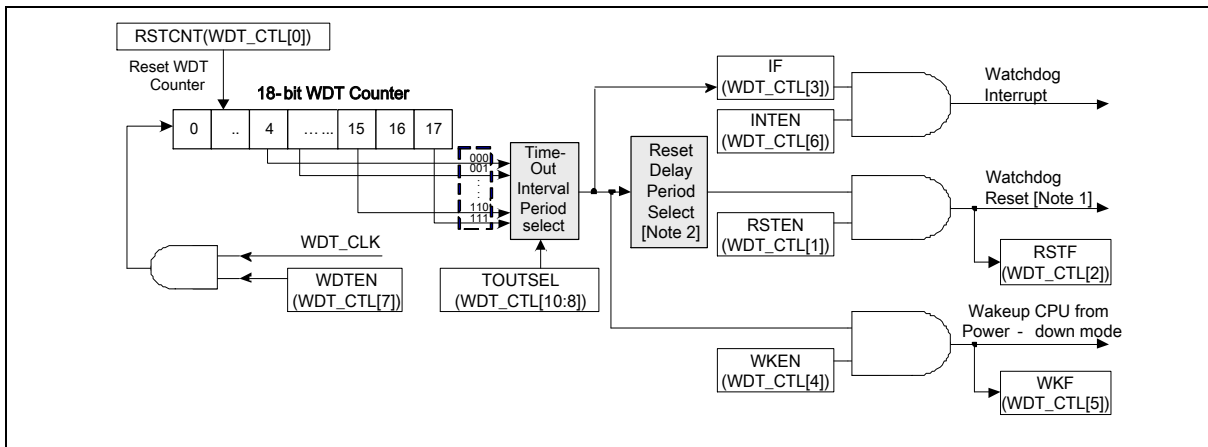 RSTCNT(WDT_CTL[0])
Reset WDT
Counter
18-bit WDT Counter
0 .. 4 ... ... 15 16 17
000
001
:
:
110
111
Time-
Out
Interval
Period
select
TOUTSEL
(WDT_CTL[10:8])
WDT_CLK
WDTEN
(WDT_CTL[7])
IF
(WDT_CTL[3])
INTEN
(WDT_CTL[6])
Watchdog
Interrupt
Reset
Delay
Period
Select
[Note 2]
RSTEN
(WDT_CTL[1])
Watchdog
Reset [Note 1]
RSTF
(WDT_CTL[2])
WKEN
(WDT_CTL[4])
Wakeup CPU from
Power - down mode
WKF
(WDT_CTL[5])